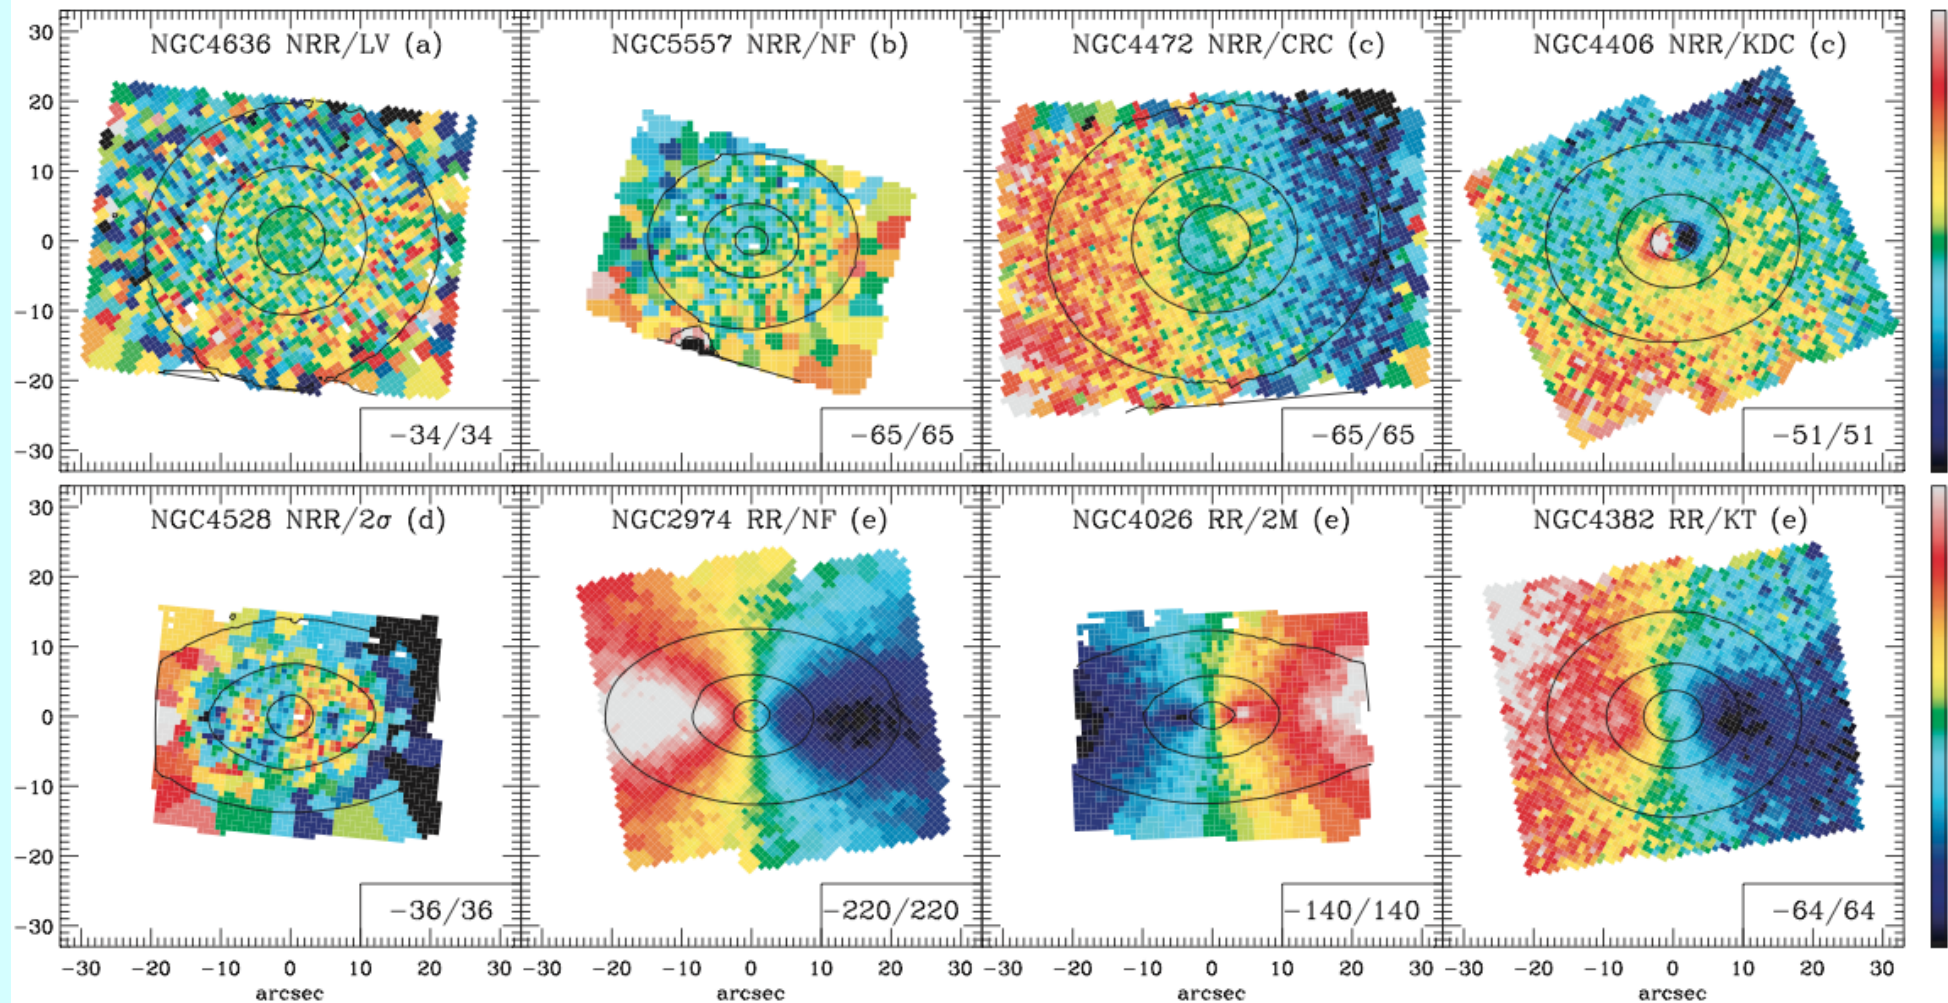 NGC4636 NRR/LV (a)
NGC5557 NRR/NF (b)
NGC4472 NRR/CRC (c)
NGC4406 NRR/KDC (c)
30
20
10
0
−10
−20
−30
−34/34
−65/65
−65/65
−51/51
NGC4528 NRR/2σ (d)
NGC2974 RR/NF (e)
NGC4026 RR/2M (e)
NGC4382 RR/KT (e)
30
20
10
0
−10
−20
−30
−36/36
−220/220
−140/140
−64/64
−30 −20 −10 0 10 20 30
−30 −20 −10 0 10 20 30
−30 −20 −10 0 10 20 30
−30 −20 −10 0 10 20 30
arcsec
arcsec
arcsec
arcsec